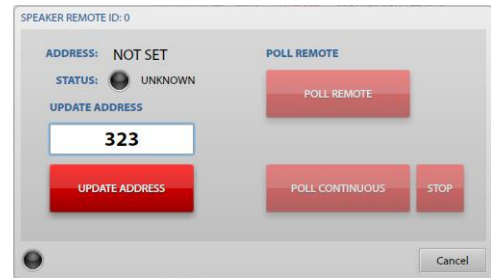 SPEAKER REMOTE ID: 0
ADDRESS: NOT SET
STATUS: UNKNOWN
UPDATE ADDRESS
323
UPDATE ADDRESS
POLL REMOTE
POLL REMOTE
POLL CONTINUOUS
STOP
Cancel